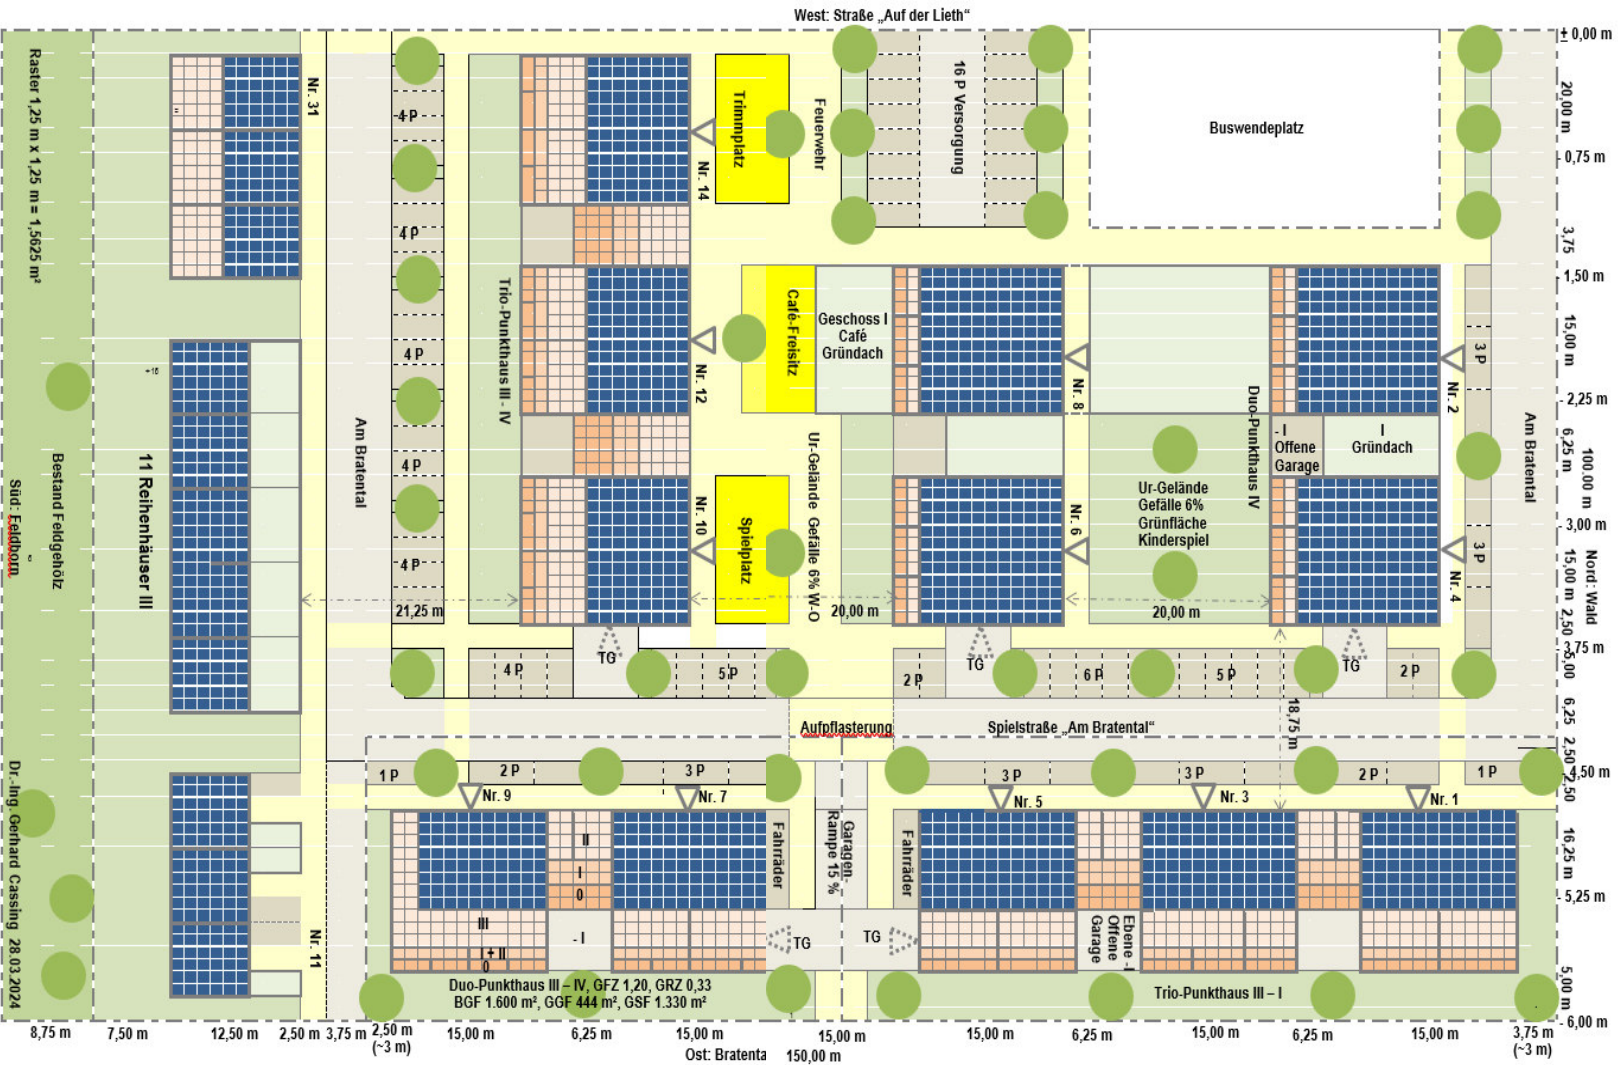 West: Straße „Auf der Lieth“
± 0,00 m
20,00 m
- 0,75 m
3,75
- 1,50 m
15,00 m
- 2,25 m
6,25 m
100,00 m
- 3,00 m
15,00 m
Nord: Wald
2,50
- 3,75 m
5,00
6,25
2,50
- 4,50 m
2,50
16,25 m
- 5,25 m
5,00 m
- 6,00 m
Raster 1,25 m x 1,25 m = 1,5625 m²
Bestand Feldgehölz
Süd: Feldborn
Dr.-Ing. Gerhard Cassing 28.03.2024
11 Reihenhäuser III
Nr. 31
Nr. 11
Am Bratental
4 P
4 P
4 P
4 P
4 P
21,25 m
Trio-Punkthaus III - IV
Nr. 14
Nr. 12
Nr. 10
Trimmplatz
Feuerwehr
Café-Freisitz
Spielplatz
Ur-Gelände Gefälle 6% W-O
16 P Versorgung
Buswendeplatz
Geschoss I
Café
Gründach
Nr. 8
Nr. 6
20,00 m
20,00 m
Duo-Punkthaus IV
- I
Offene
Garage
I
Gründach
Ur-Gelände
Gefälle 6%
Grünfläche
Kinderspiel
Nr. 2
Nr. 4
3 P
3 P
Am Bratental
TG
TG
TG
4 P
5 P
2 P
6 P
5 P
2 P
18,75 m
Aufpflasterung
Spielstraße „Am Bratental“
1 P
2 P
3 P
3 P
3 P
2 P
1 P
Nr. 9
Nr. 7
Nr. 5
Nr. 3
Nr. 1
Fahrräder
Garagen-
Rampe 15 %
Fahrräder
II
I
0
III
I + II
0
- I
TG
TG
Ebene -I
Offene
Garage
Duo-Punkthaus III – IV, GFZ 1,20, GRZ 0,33
BGF 1.600 m², GGF 444 m², GSF 1.330 m²
Trio-Punkthaus III – I
8,75 m
7,50 m
12,50 m
2,50 m
3,75 m
2,50 m
(~3 m)
15,00 m
6,25 m
15,00 m
15,00 m
15,00 m
6,25 m
15,00 m
6,25 m
15,00 m
3,75 m
(~3 m)
Ost: Bratenta
150,00 m